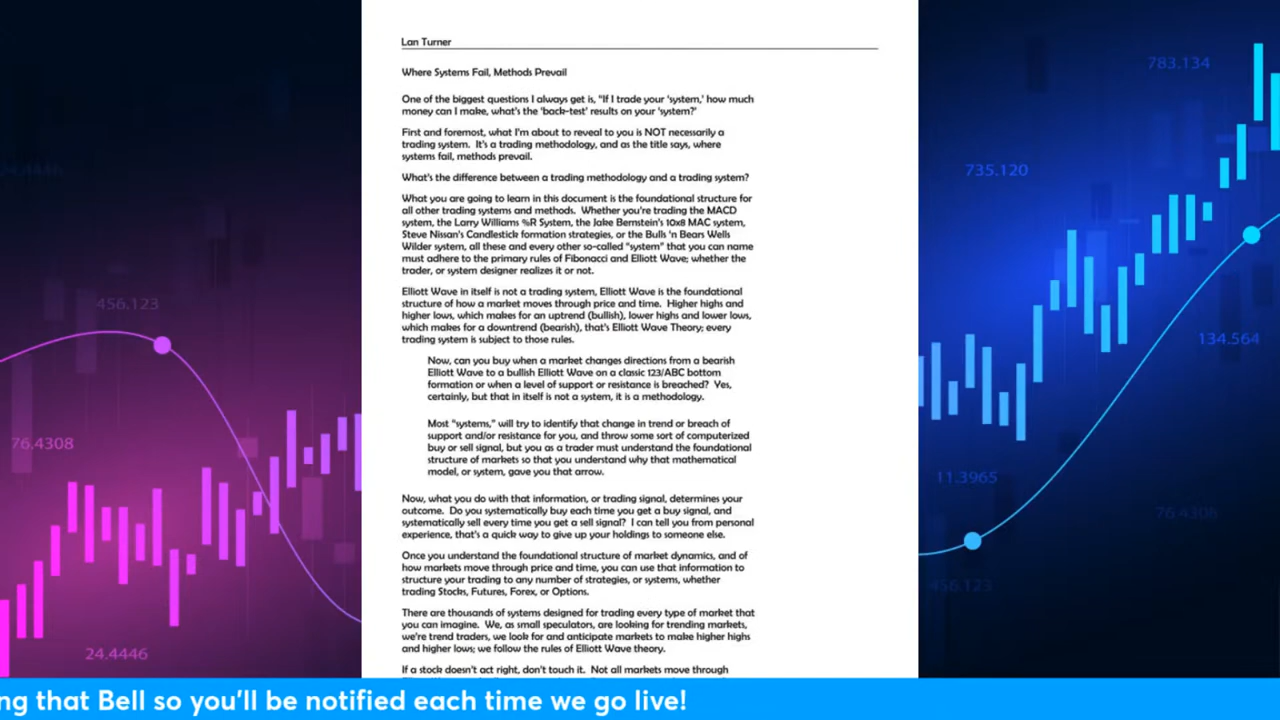 Lan Turner
Where Systems Fail, Methods Prevail
One of the biggest questions I always get is, "If I trade your 'system,' how much
money can I make, what's the 'back-test' results on your 'system?'
First and foremost, what I'm about to reveal to you is NOT necessarily a
trading system. It's a trading methodology, and as the title says, where
systems fail, methods prevail.
What's the difference between a trading methodology and a trading system?
What you are going to learn in this document is the foundational structure for
all other trading systems and methods. Whether you're trading the MACD
system, the Larry Williams %R System, the Jake Bernstein's 10x8 MAC system,
Steve Nissan's Candlestick formation strategies, or the Bulls 'n Bears Wells
Wilder system, all these and every other so-called "system" that you can name
must adhere to the primary rules of Fibonacci and Elliott Wave; whether the
trader, or system designer realizes it or not.
Elliott Wave in itself is not a trading system, Elliott Wave is the foundational
structure of how a market moves through price and time. Higher highs and
higher lows, which makes for an uptrend (bullish), lower highs and lower lows,
which makes for a downtrend (bearish), that's Elliott Wave Theory; every
trading system is subject to those rules.
Now, can you buy when a market changes directions from a bearish
Elliott Wave to a bullish Elliott Wave on a classic 123/ABC bottom
formation or when a level of support or resistance is breached? Yes,
certainly, but that in itself is not a system, it is a methodology.
Most "systems," will try to identify that change in trend or breach of
support and/or resistance for you, and throw some sort of computerized
buy or sell signal, but you as a trader must understand the foundational
structure of markets so that you understand why that mathematical
model, or system, gave you that arrow.
Now, what you do with that information, or trading signal, determines your
outcome. Do you systematically buy each time you get a buy signal, and
systematically sell every time you get a sell signal? I can tell you from personal
experience, that's a quick way to give up your holdings to someone else.
Once you understand the foundational structure of market dynamics, and of
how markets move through price and time, you can use that information to
structure your trading to any number of strategies, or systems, whether
trading Stocks, Futures, Forex, or Options.
There are thousands of systems designed for trading every type of market that
you can imagine. We, as small speculators, are looking for trending markets,
we're trend traders, we look for and anticipate markets to make higher highs
and higher lows; we follow the rules of Elliott Wave theory.
If a stock doesn't act right, don't touch it. Not all markets move through
456.123
76.4308
24.4446
783.134
735.120
134.564
11.3965
76.4308
456.123
ng that Bell so you'll be notified each time we go live!